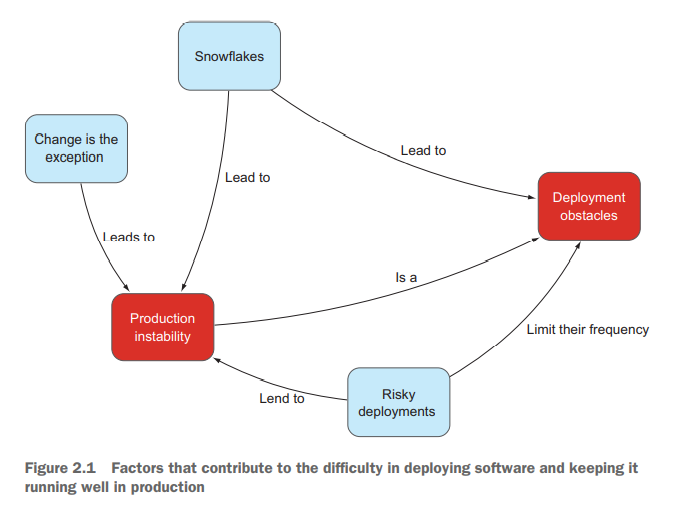 Snowflakes
Change is the
exception
Lead to
Lead to
Deployment
obstacles
Leads to
Is a
Production
instability
Limit their frequency
Lend to
Risky
deployments
Figure 2.1 Factors that contribute to the difficulty in deploying software and keeping it
running well in production